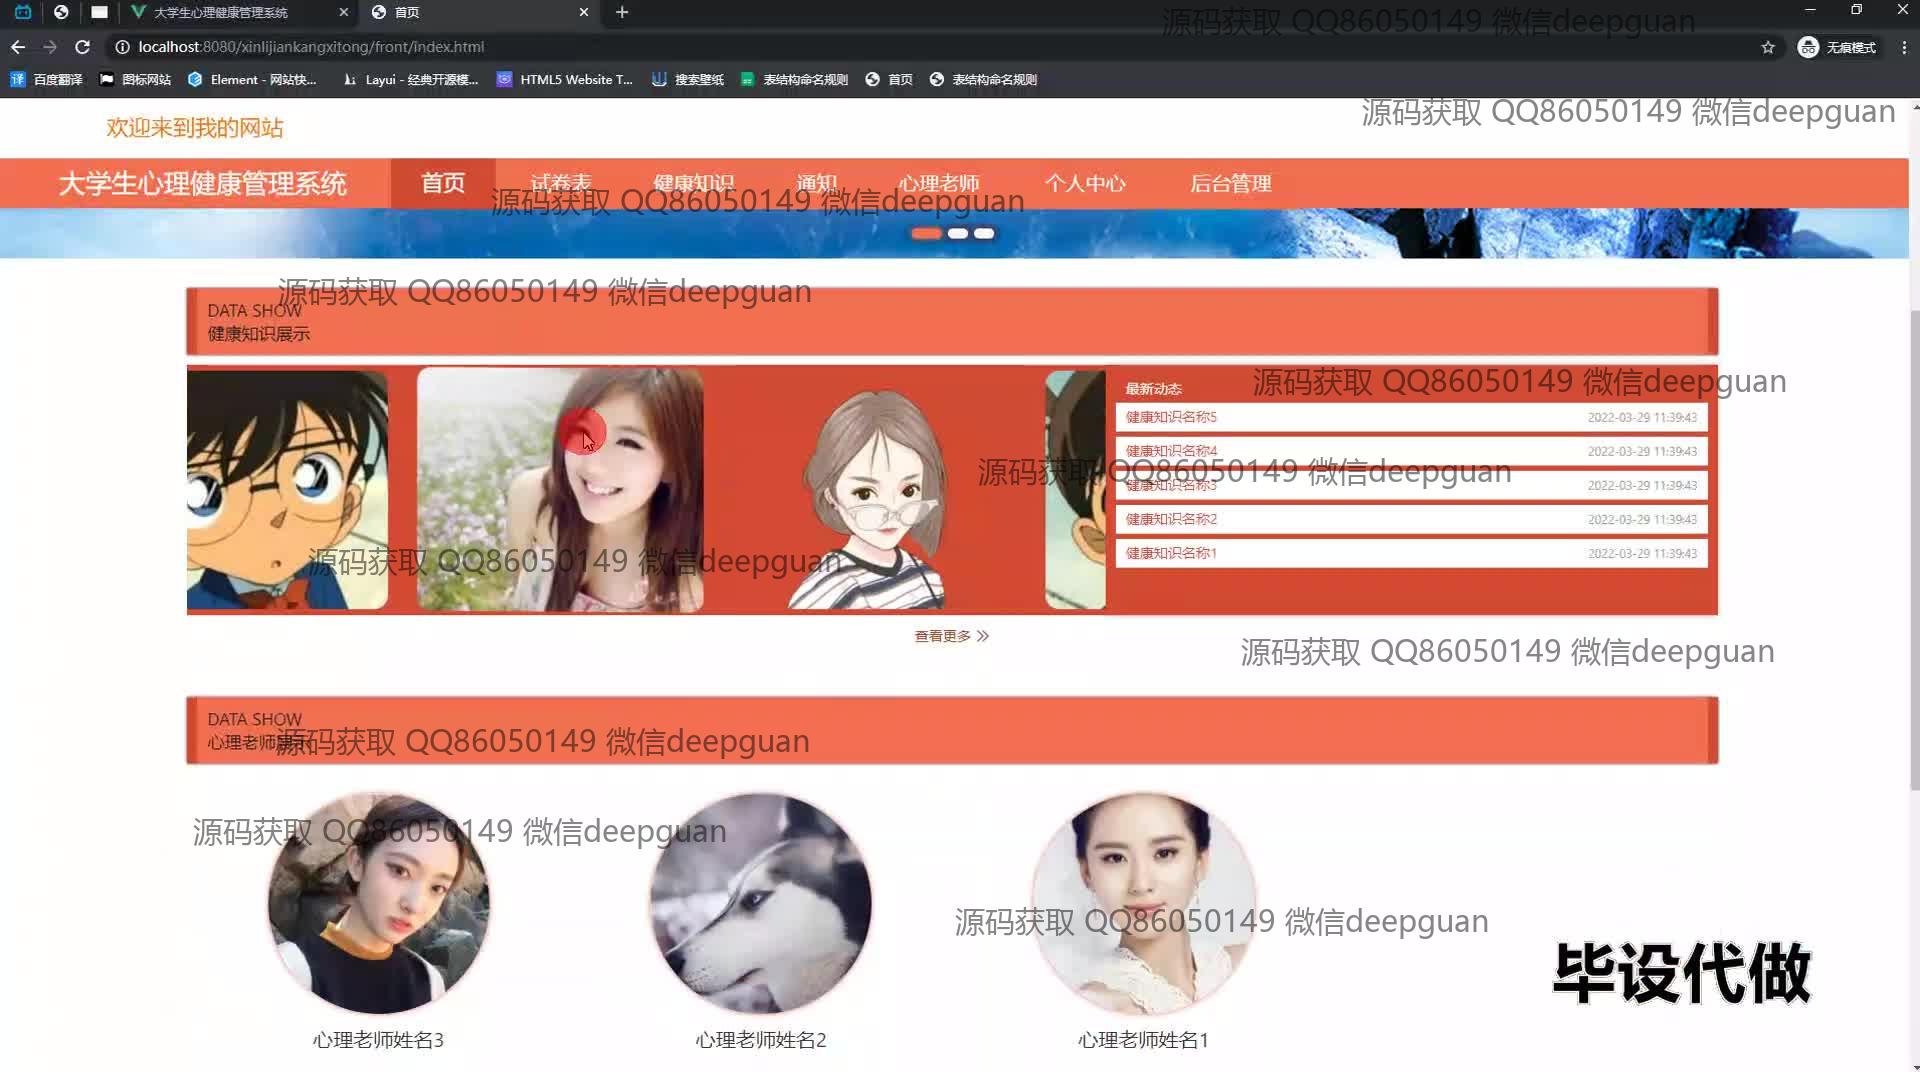 大学生心理健康管理系统
首页
源码获取 QQ86050149 微信deepguan
localhost:8080/xinlijiankangxitong/front/index.html
无痕模式
百度翻译
图标网站
Element - 网站快...
Layui - 经典开源模...
HTML5 Website T...
搜索壁纸
表结构命名规则
首页
表结构命名规则
源码获取 QQ86050149 微信deepguan
欢迎来到我的网站
大学生心理健康管理系统
首页
试卷表
健康知识
通知
心理老师
个人中心
后台管理
源码获取 QQ86050149 微信deepguan
源码获取 QQ86050149 微信deepguan
DATA SHOW
健康知识展示
最新动态
源码获取 QQ86050149 微信deepguan
健康知识名称5
2022-03-29 11:39:43
健康知识名称4
2022-03-29 11:39:43
源码获取 QQ86050149 微信deepguan
健康知识名称3
2022-03-29 11:39:43
健康知识名称2
2022-03-29 11:39:43
健康知识名称1
2022-03-29 11:39:43
源码获取 QQ86050149 微信deepguan
查看更多
源码获取 QQ86050149 微信deepguan
DATA SHOW
心理老师展示
源码获取 QQ86050149 微信deepguan
源码获取 QQ86050149 微信deepguan
源码获取 QQ86050149 微信deepguan
毕设代做
心理老师姓名3
心理老师姓名2
心理老师姓名1